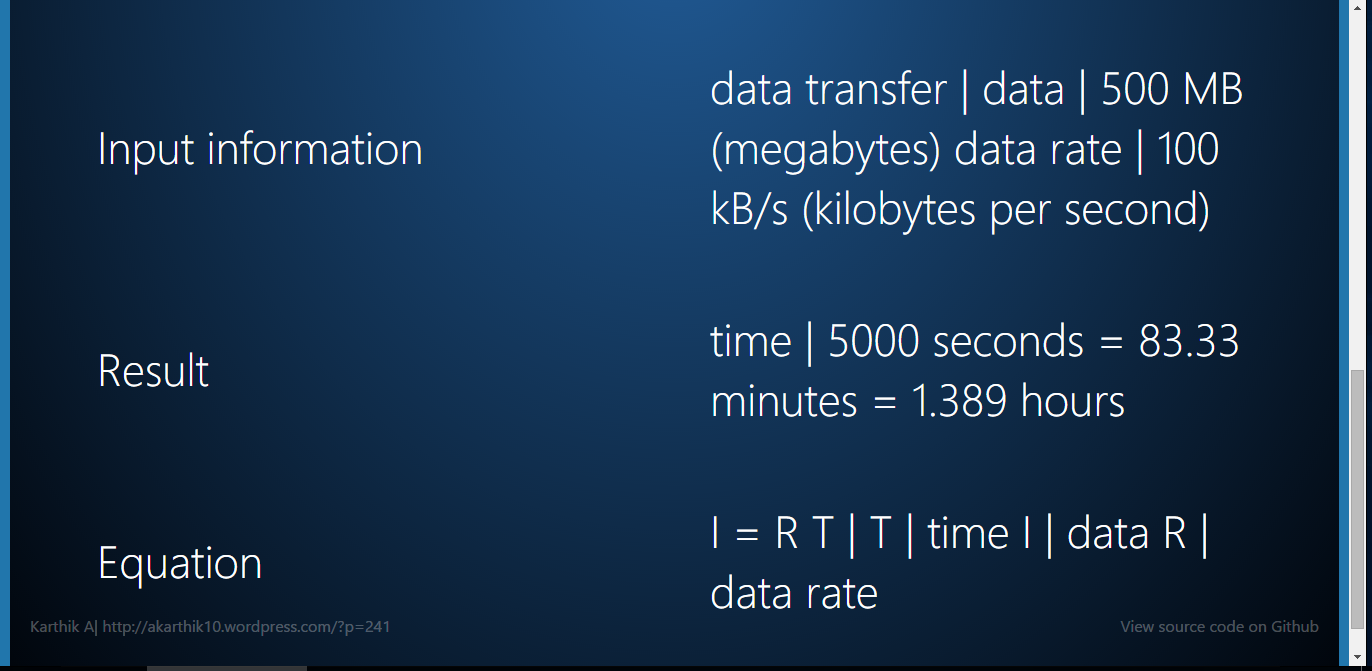 Input information
data transfer | data | 500 MB
(megabytes) data rate | 100
kB/s (kilobytes per second)
Result
time | 5000 seconds = 83.33
minutes = 1.389 hours
Equation
I = R T | T | time I | data R |
data rate
Karthik A| http://akarthik10.wordpress.com/?p=241
View source code on Github